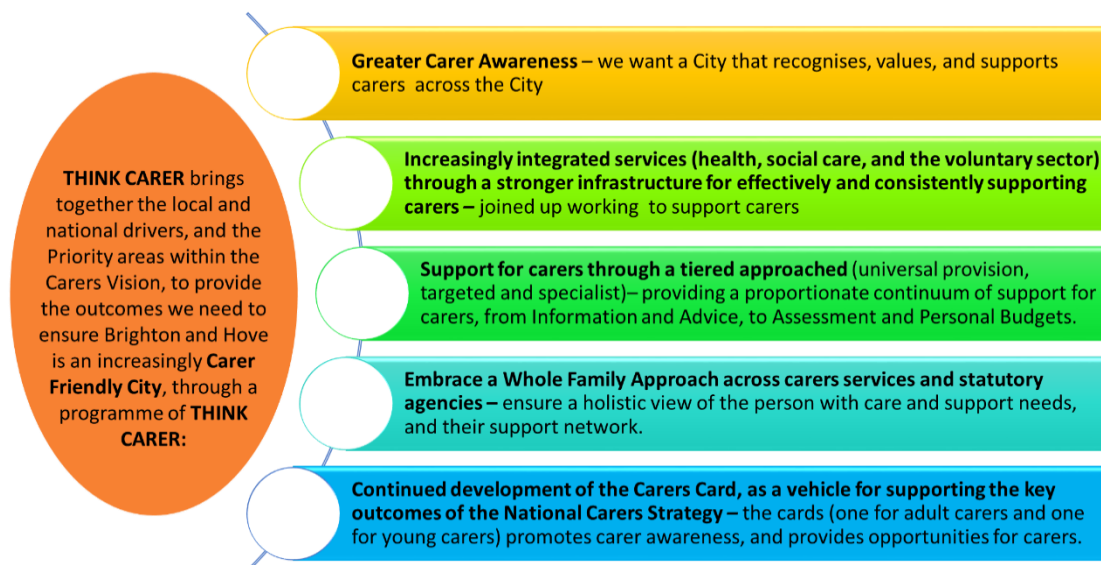 THINK CARER brings
together the local and
national drivers, and the
Priority areas within the
Carers Vision, to provide
the outcomes we need to
ensure Brighton and Hove
is an increasingly Carer
Friendly City, through a
programme of THINK
CARER:
Greater Carer Awareness – we want a City that recognises, values, and supports
carers across the City
Increasingly integrated services (health, social care, and the voluntary sector)
through a stronger infrastructure for effectively and consistently supporting
carers – joined up working to support carers
Support for carers through a tiered approached (universal provision,
targeted and specialist)– providing a proportionate continuum of support for
carers, from Information and Advice, to Assessment and Personal Budgets.
Embrace a Whole Family Approach across carers services and statutory
agencies – ensure a holistic view of the person with care and support needs,
and their support network.
Continued development of the Carers Card, as a vehicle for supporting the key
outcomes of the National Carers Strategy – the cards (one for adult carers and one
for young carers) promotes carer awareness, and provides opportunities for carers.